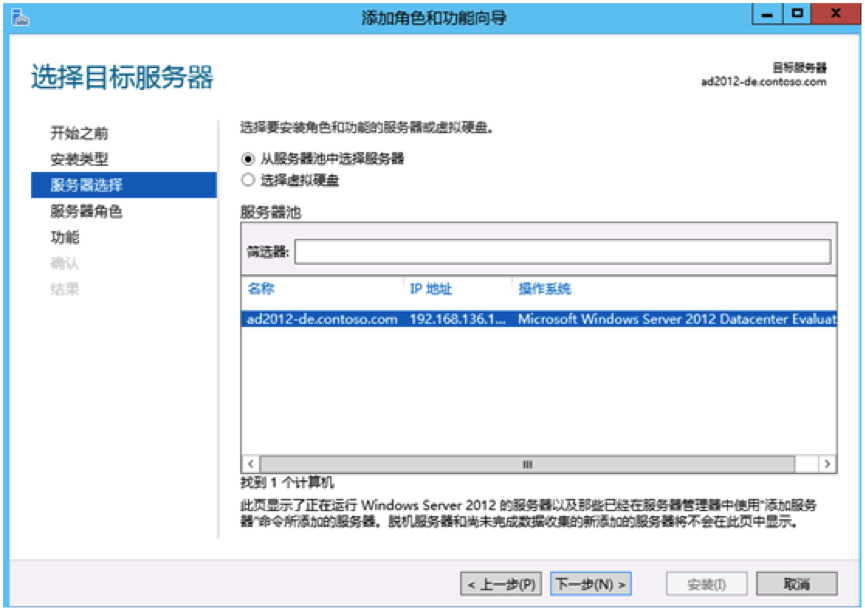 添加角色和功能向导
选择目标服务器
目标服务器
ad2012-de.contoso.com
开始之前
安装类型
服务器选择
服务器角色
功能
确认
结果
选择要安装角色和功能的服务器或虚拟硬盘。
从服务器池中选择服务器
选择虚拟硬盘
服务器池
筛选器:
名称 IP 地址 操作系统
ad2012-de.contoso.com 192.168.136.1... Microsoft Windows Server 2012 Datacenter Evaluat
找到 1 个计算机
此页显示了正在运行 Windows Server 2012 的服务器以及那些已经在服务器管理器中使用"添加服务
器"命令所添加的服务器。脱机服务器和尚未完成数据收集的新添加的服务器将不会在此页中显示。
< 上一步(P) 下一步(N) > 安装(I) 取消